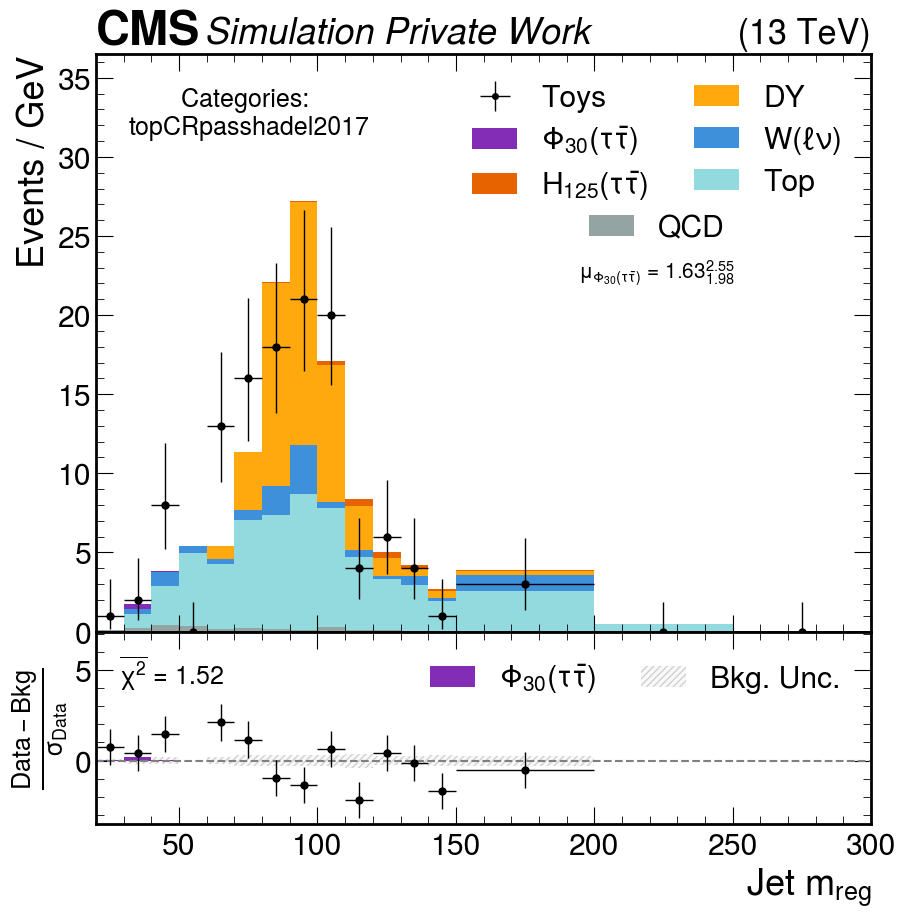 CMS Simulation Private Work (13 TeV)
Events / GeV
35
30
25
20
15
10
5
0
Categories:
topCRpasshadel2017
Toys
Φ30(ττ̄)
H125(ττ̄)
DY
W(ℓν)
Top
QCD
μΦ30(ττ̄) = 1.63 2.55 1.98
Data – Bkg
σData
5
0
χ² = 1.52
Φ30(ττ̄)
Bkg. Unc.
50 100 150 200 250 300
Jet mreg